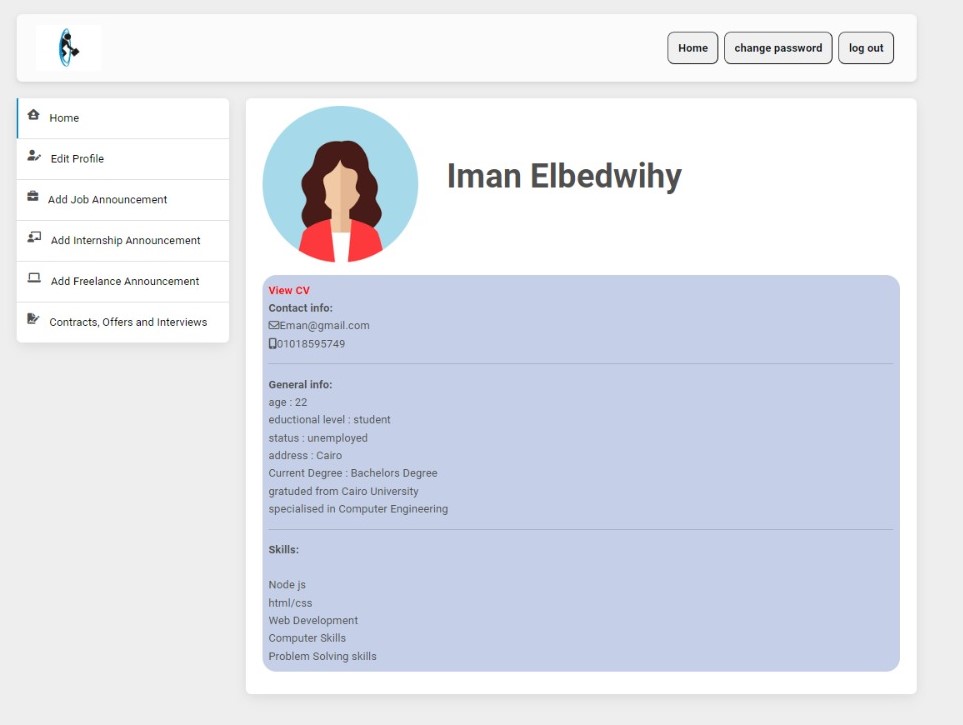 Home
change password
log out
Home
Edit Profile
Add Job Announcement
Add Internship Announcement
Add Freelance Announcement
Contracts, Offers and Interviews
Iman Elbedwihy
View CV
Contact info:
Eman@gmail.com
01018595749
General info:
age : 22
eductional level : student
status : unemployed
address : Cairo
Current Degree : Bachelors Degree
gratuded from Cairo University
specialised in Computer Engineering
Skills:
Node js
html/css
Web Development
Computer Skills
Problem Solving skills